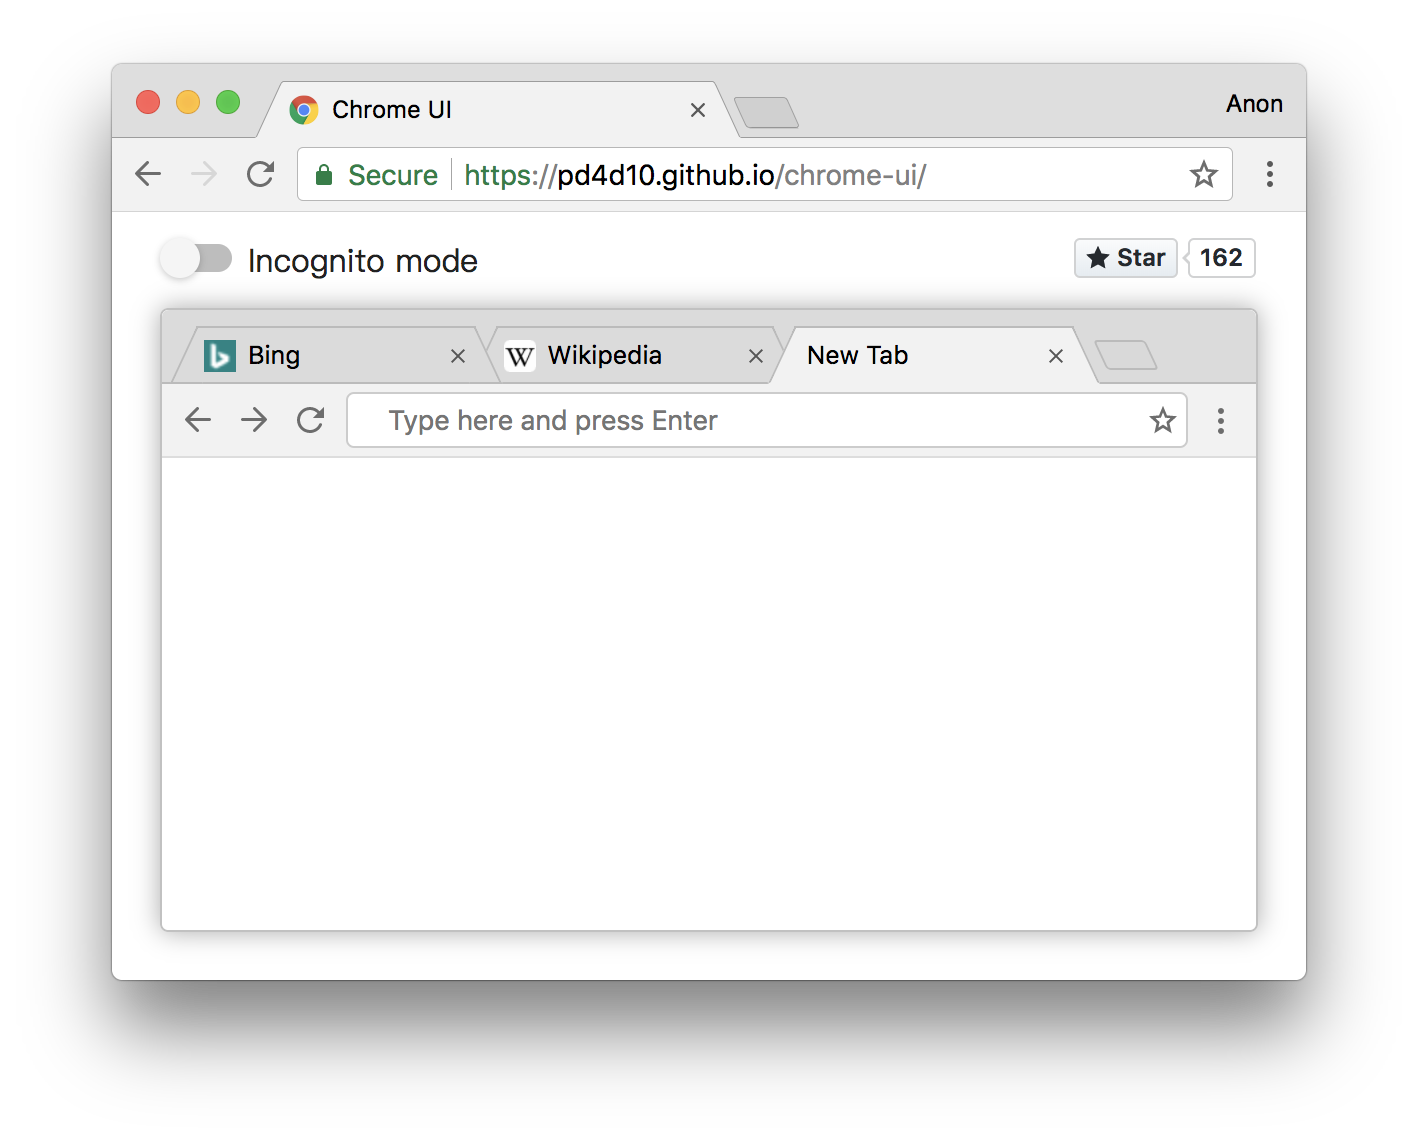 Chrome UI
Anon
Secure https://pd4d10.github.io/chrome-ui/
Incognito mode
Star 162
Bing Wikipedia New Tab
Type here and press Enter